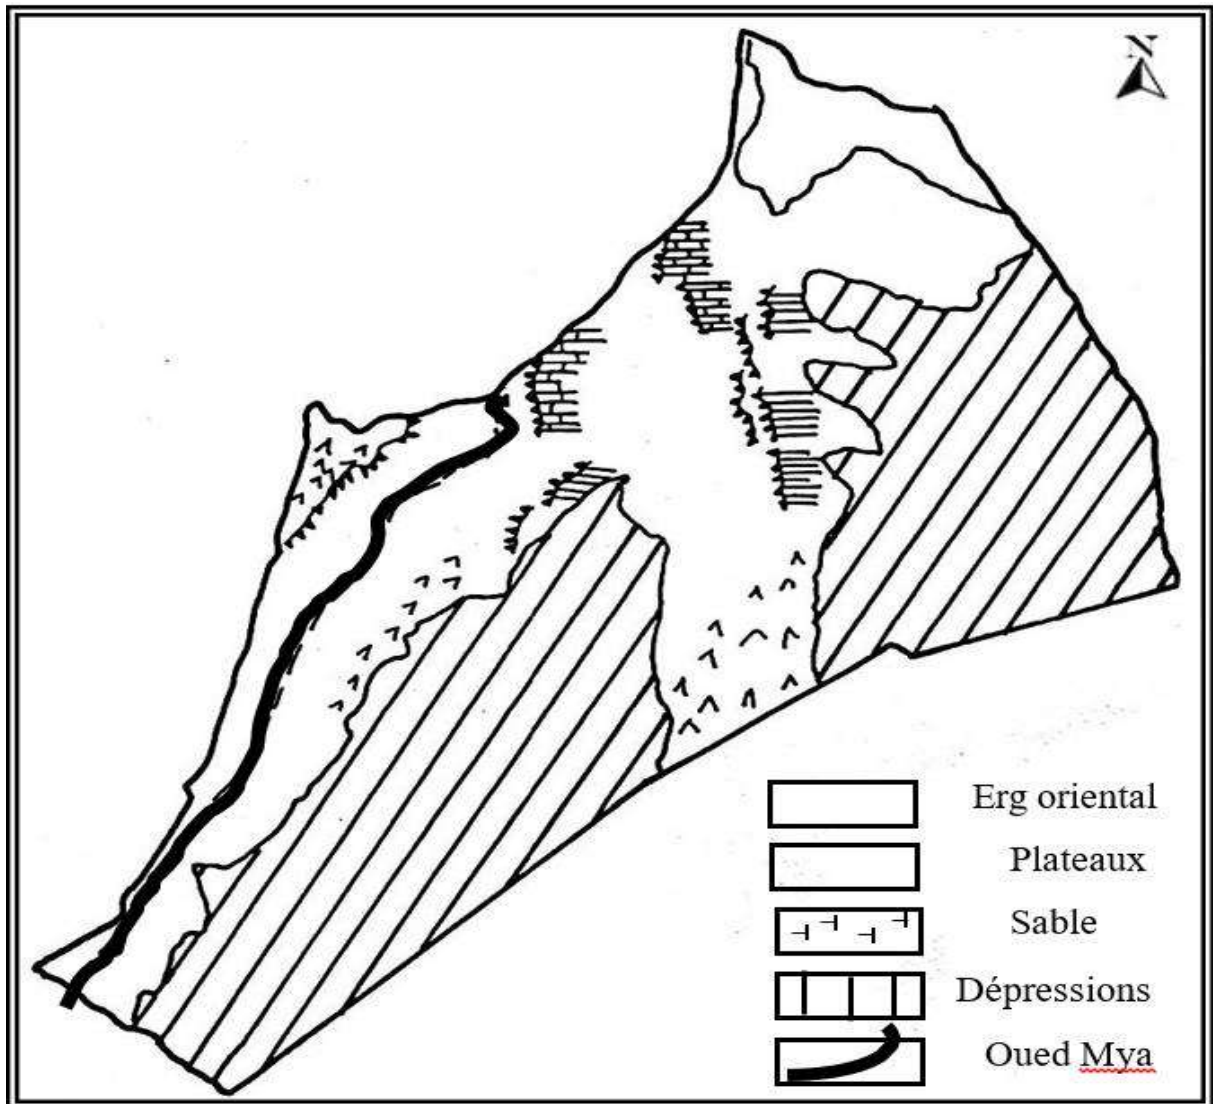 N
Erg oriental
Plateaux
Sable
Dépressions
Oued Mya